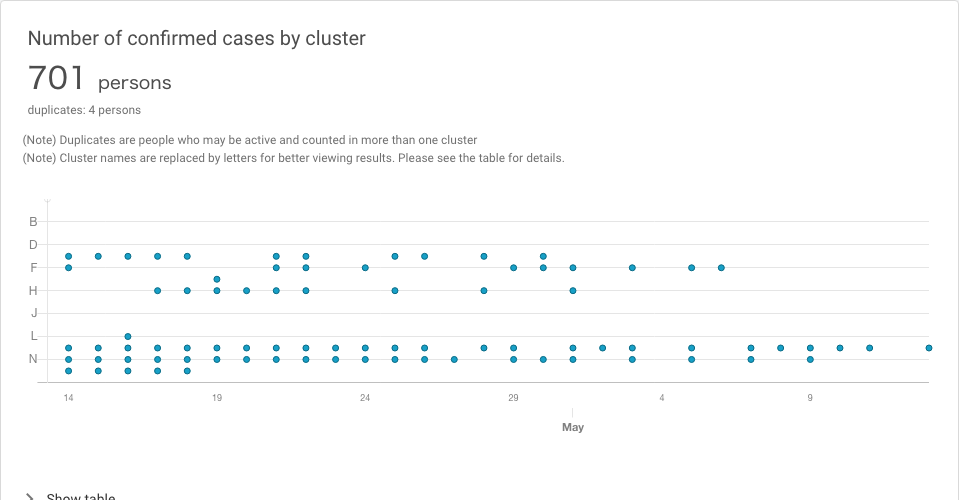 Number of confirmed cases by cluster
701 persons
duplicates: 4 persons
(Note) Duplicates are people who may be active and counted in more than one cluster
(Note) Cluster names are replaced by letters for better viewing results. Please see the table for details.
B
D
F
H
J
L
N
14 19 24 29 4 9
May
Show table